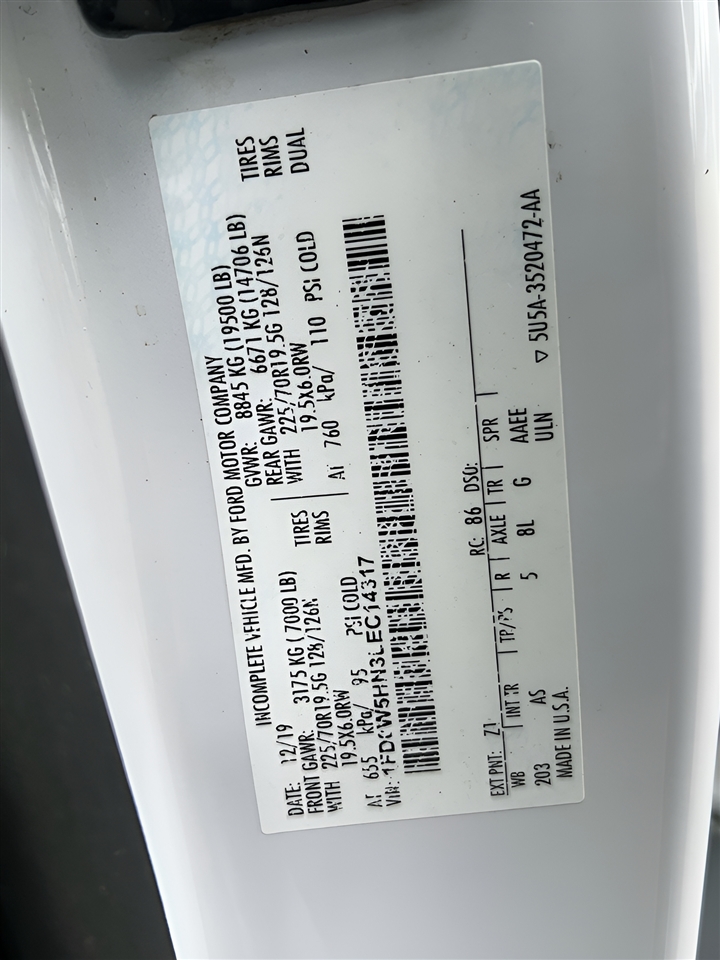 INCOMPLETE VEHICLE MFD. BY FORD MOTOR COMPANY
DATE: 12/19 GVWR: 8845 KG (19500 LB)
FRONT GAWR: 3175 KG ( 7000 LB) REAR GAWR: 6671 KG (14706 LB)
WITH 225/70R19.5G 128/126N TIRES WITH 225/70R19.5G 128/126N TIRES
19.5X6.0RW RIMS 19.5X6.0RW RIMS
AT 655 kPa/ 95 PSI COLD AT 760 kPa/ 110 PSI COLD DUAL
VIN:
EXT PNT: Z1 RC: 86 DSO:
WB INT TR TP/PS R AXLE TR SPR
203 AS 5 8L G AAEE
MADE IN U.S.A. ULN
▽ 5U5A-3520472-AA